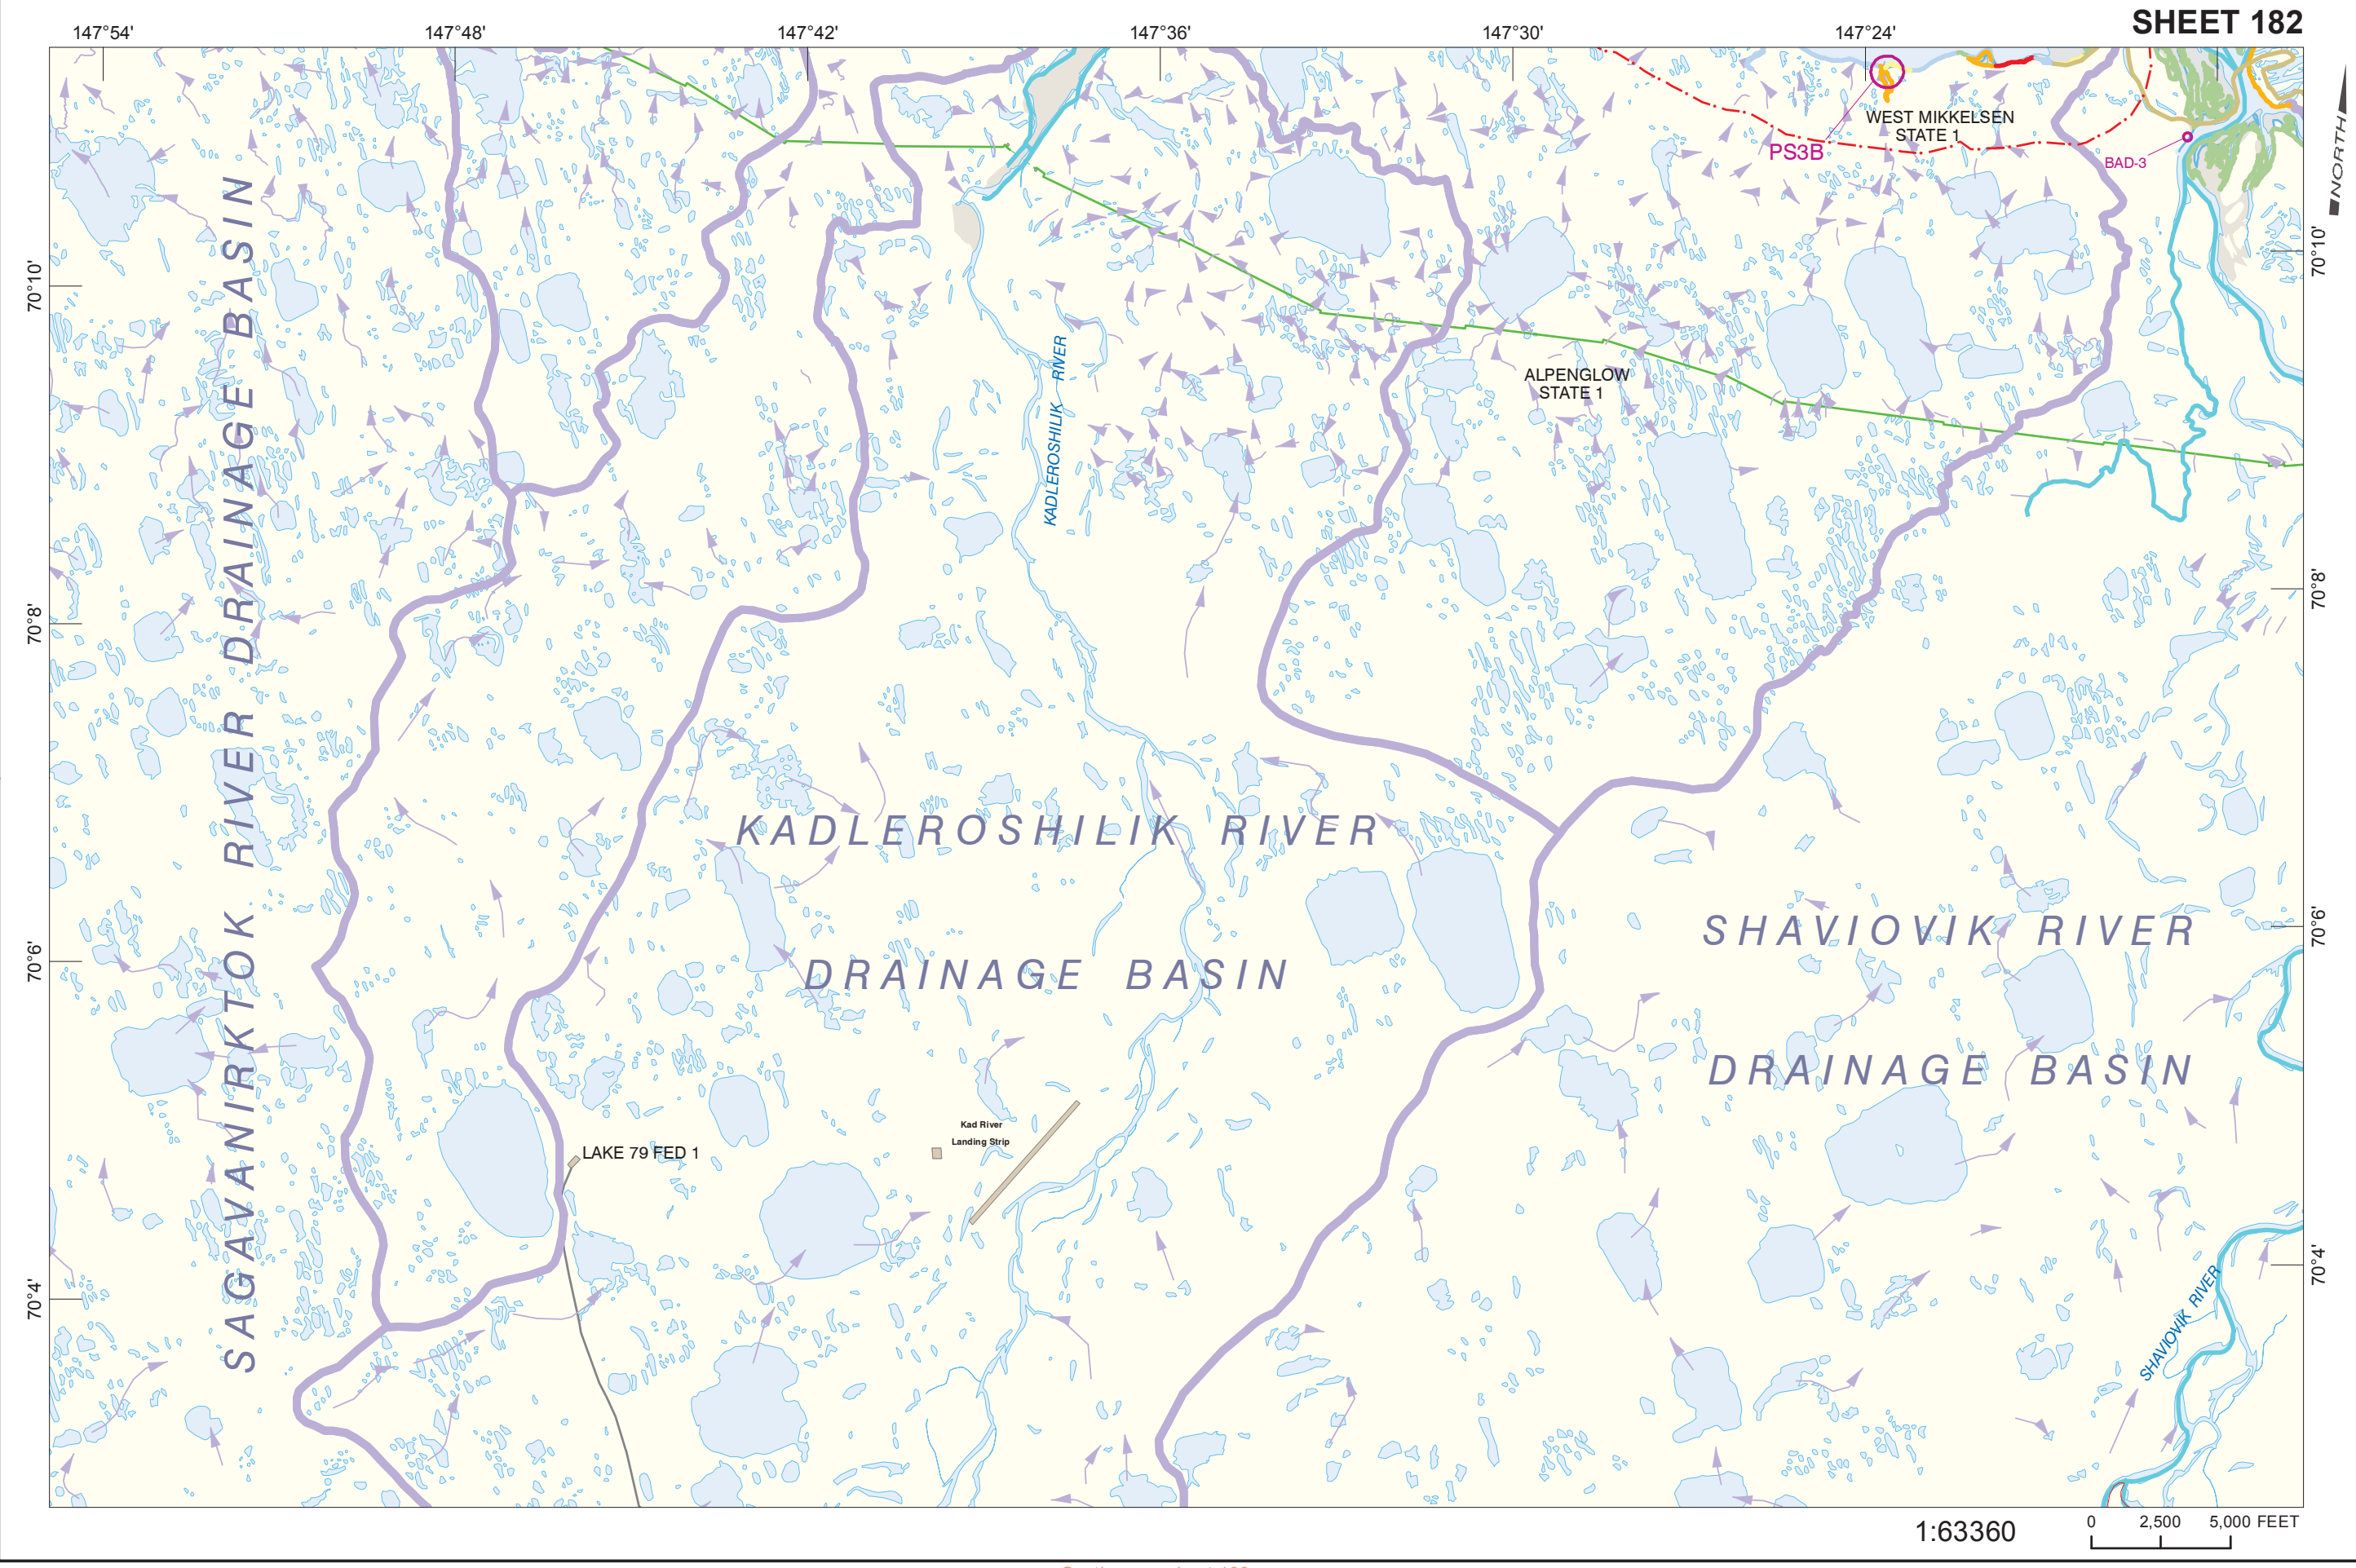 SHEET 182
147°54'
147°48'
147°42'
147°36'
147°30'
147°24'
NORTH
WEST MIKKELSEN
STATE 1
PS3B
BAD-3
70°10'
70°10'
KADLEROSHILIK RIVER
ALPENGLOW
STATE 1
70°8'
70°8'
SAGAVANIRKTOK RIVER DRAINAGE BASIN
KADLEROSHILIK RIVER
DRAINAGE BASIN
SHAVIOVIK RIVER
DRAINAGE BASIN
70°6'
70°6'
Kad River
Landing Strip
LAKE 79 FED 1
70°4'
70°4'
SHAVIOVIK RIVER
1:63360
0 2,500 5,000 FEET